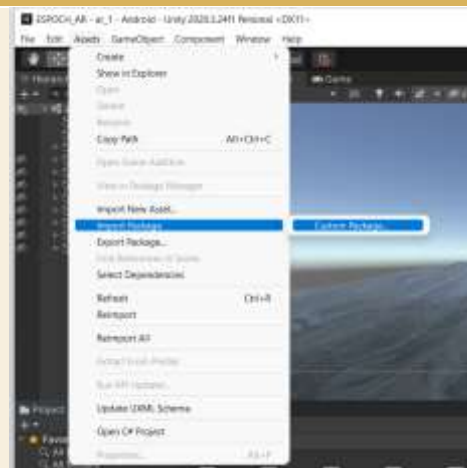 ESPOCH_AR - ar_1 - Android - Unity 2020.3.24f1 Personal <DX11>
File Edit Assets GameObject Component Window Help
Create
Show in Explorer
Open
Delete
Rename
Copy Path Alt+Ctrl+C
Open Scene Additive
View in Package Manager
Import New Asset...
Import Package Custom Package...
Export Package...
Find References In Scene
Select Dependencies
Refresh Ctrl+R
Reimport
Reimport All
Extract From Prefab
Run API Updater...
Update UXML Schema
Open C# Project
Properties... Alt+P
Game
Project